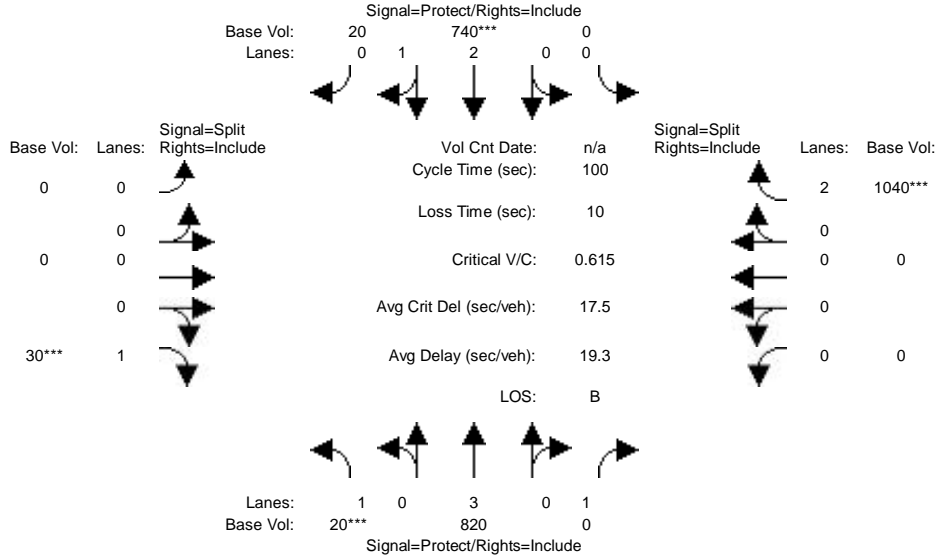 Signal=Protect/Rights=Include
Base Vol: 20 740*** 0
Lanes: 0 1 2 0 0
Signal=Split
Base Vol: Lanes: Rights=Include
Vol Cnt Date: n/a
Signal=Split
Rights=Include Lanes: Base Vol:
Cycle Time (sec): 100
0 0
2 1040***
Loss Time (sec): 10
0
0
0 0
Critical V/C: 0.615
0 0
0
Avg Crit Del (sec/veh): 17.5
0
30*** 1
Avg Delay (sec/veh): 19.3
0 0
LOS: B
Lanes: 1 0 3 0 1
Base Vol: 20*** 820 0
Signal=Protect/Rights=Include